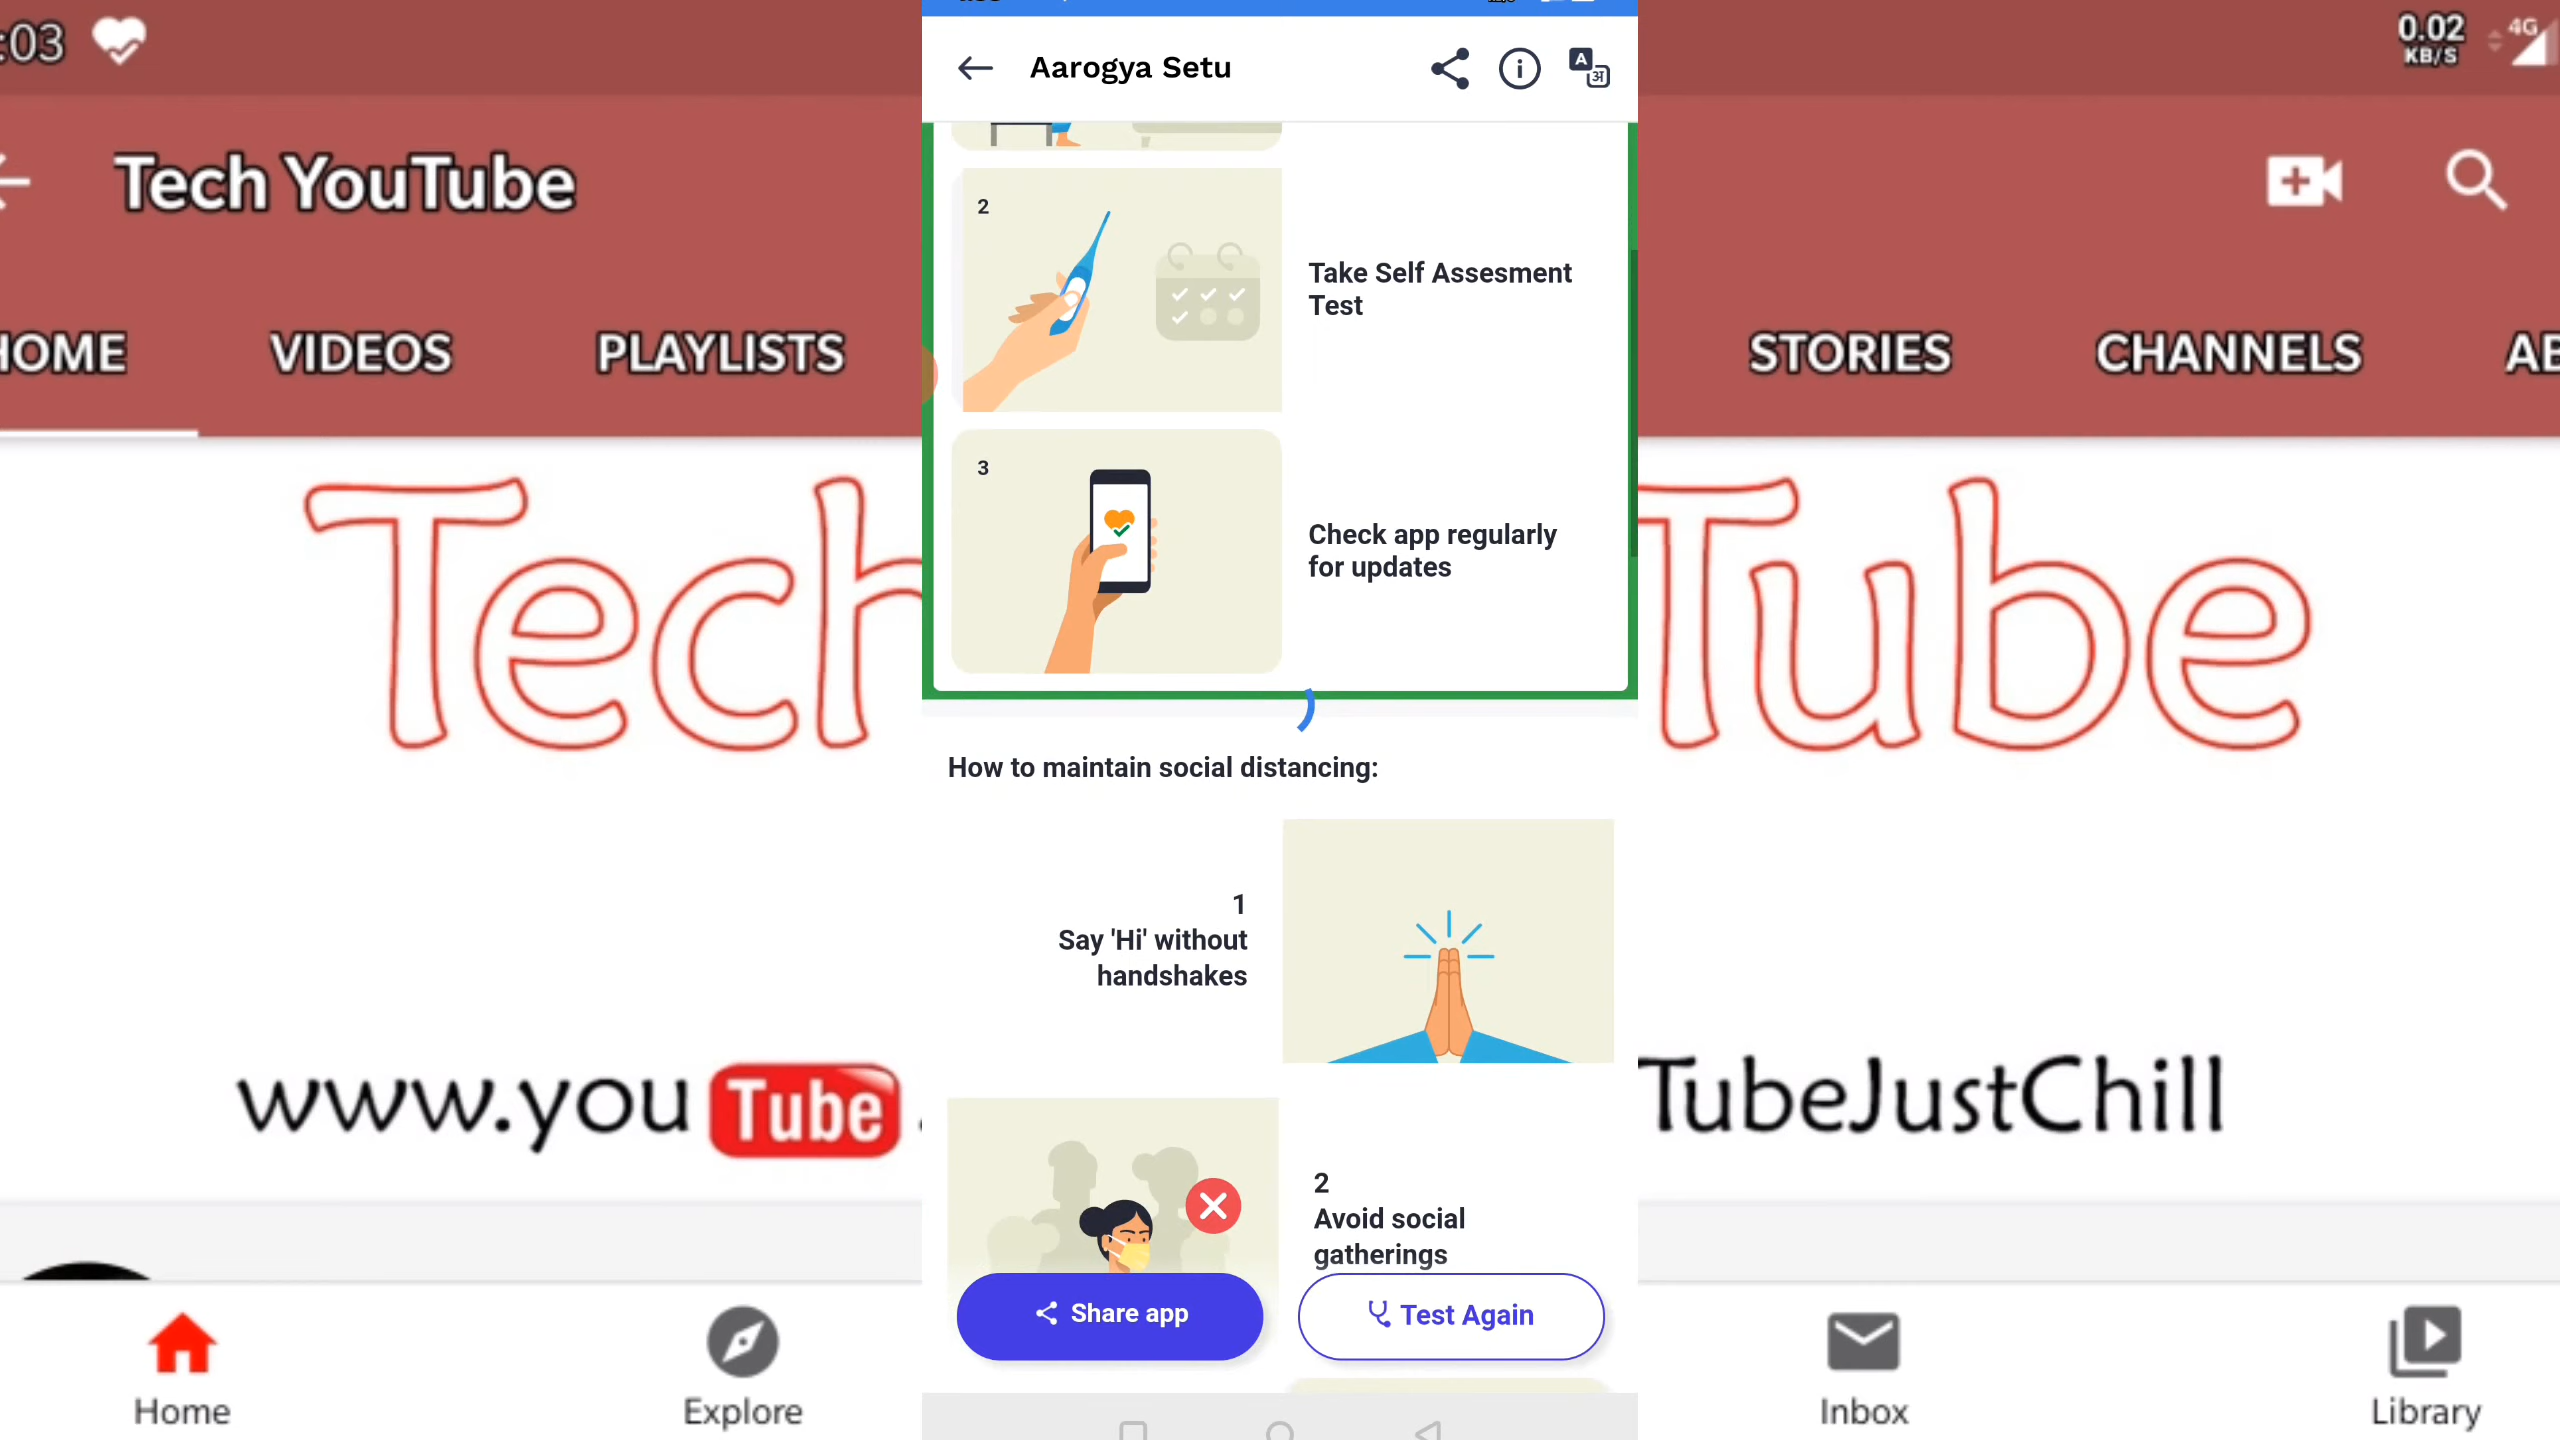 :03
0.02
KB/S
4G
Tech YouTube
HOME
VIDEOS
PLAYLISTS
STORIES
CHANNELS
Tech
Tube
www.youTube
TubeJustChill
Home
Explore
Inbox
Library
Aarogya Setu
A
अ
2
Take Self Assesment
Test
3
Check app regularly
for updates
How to maintain social distancing:
1
Say 'Hi' without
handshakes
2
Avoid social
gatherings
Share app
Test Again